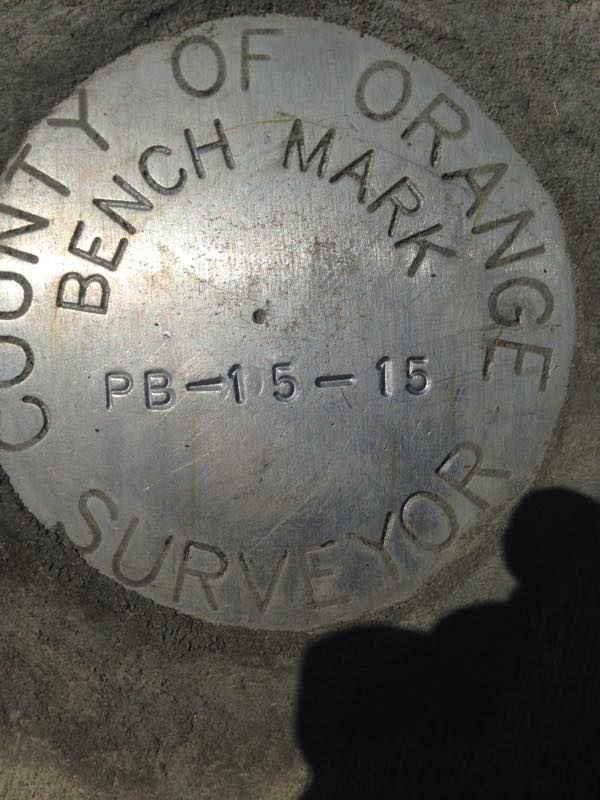 COUNTY OF ORANGE
BENCH MARK
PB-15-15
SURVEYOR